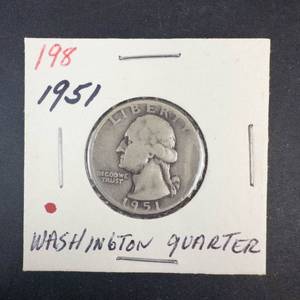 198
1951
LIBERTY
IN GOD WE
TRUST
1951
WASHINGTON QUARTER